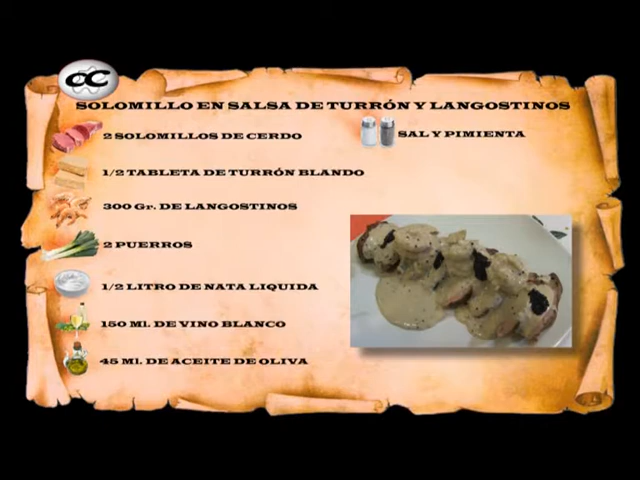 CC
SOLOMILLO EN SALSA DE TURRÓN Y LANGOSTINOS
2 SOLOMILLOS DE CERDO
SAL Y PIMIENTA
1/2 TABLETA DE TURRÓN BLANDO
300 Gr. DE LANGOSTINOS
2 PUERROS
1/2 LITRO DE NATA LIQUIDA
150 Ml. DE VINO BLANCO
45 Ml. DE ACEITE DE OLIVA